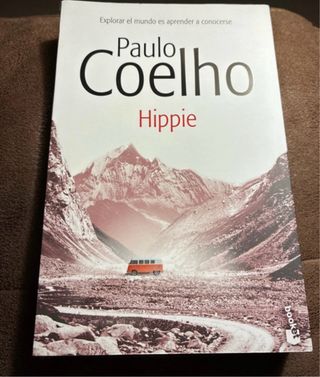 Explorar el mundo es aprender a conocerse
Paulo
Coelho
Hippie
booket